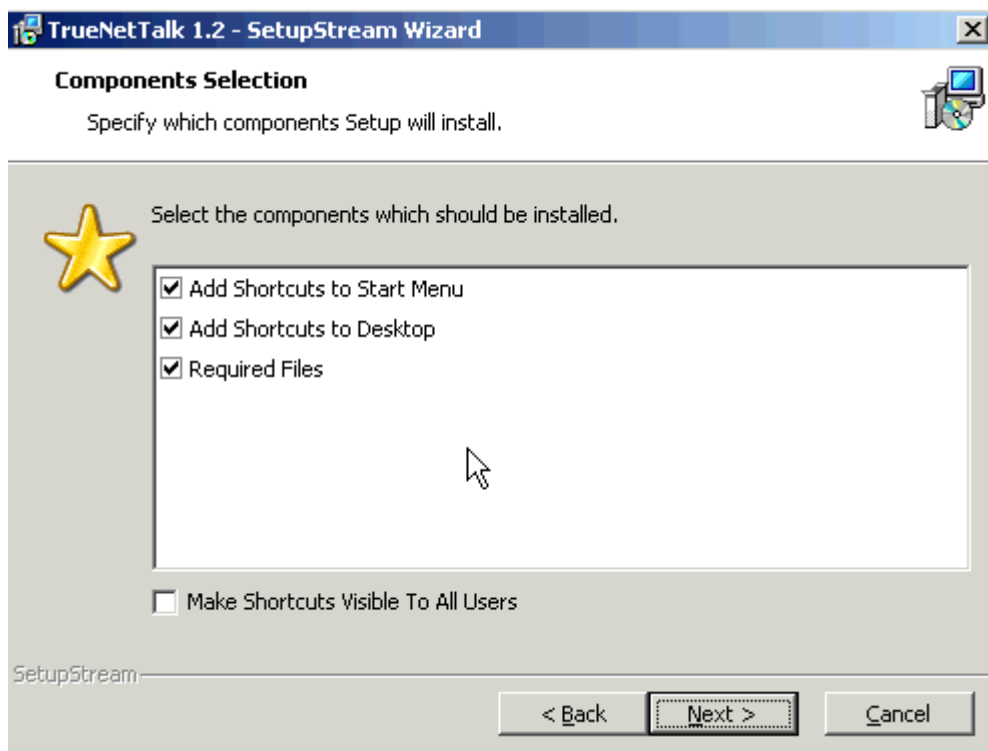 TrueNetTalk 1.2 - SetupStream Wizard
Components Selection
Specify which components Setup will install.
Select the components which should be installed.
Add Shortcuts to Start Menu
Add Shortcuts to Desktop
Required Files
Make Shortcuts Visible To All Users
SetupStream
< Back Next > Cancel